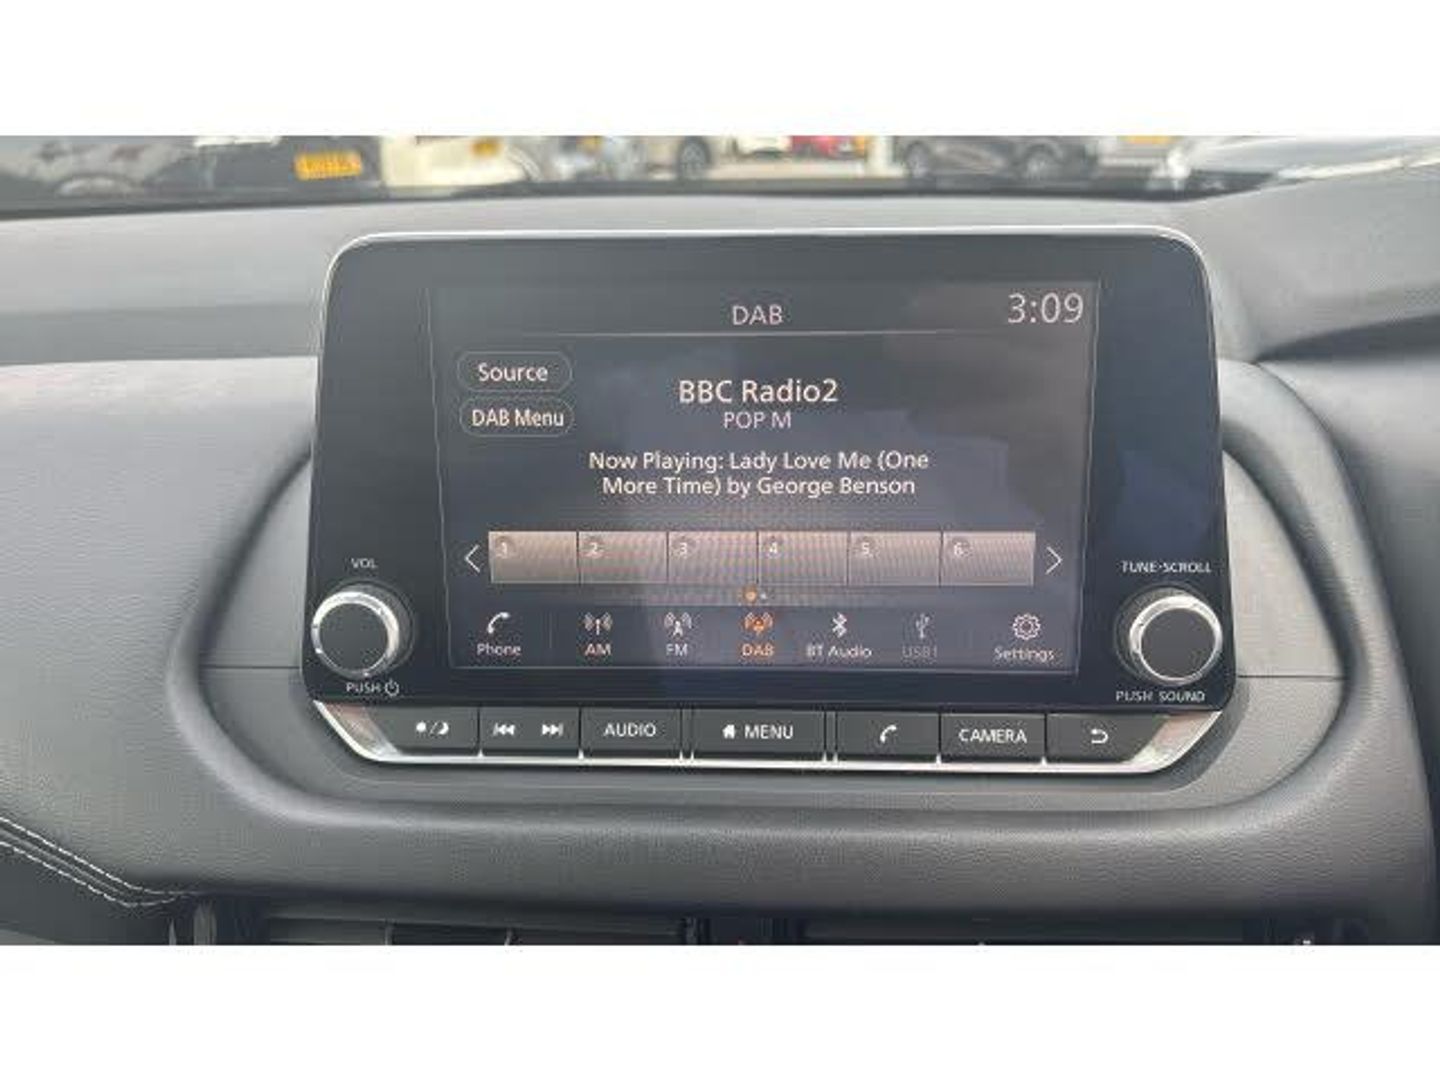 DAB
3:09
Source
DAB Menu
BBC Radio2
POP M
Now Playing: Lady Love Me (One
More Time) by George Benson
1 2 3 4 5 6
VOL
TUNE·SCROLL
Phone AM FM DAB BT Audio USB1 Settings
PUSH
PUSH SOUND
AUDIO MENU CAMERA